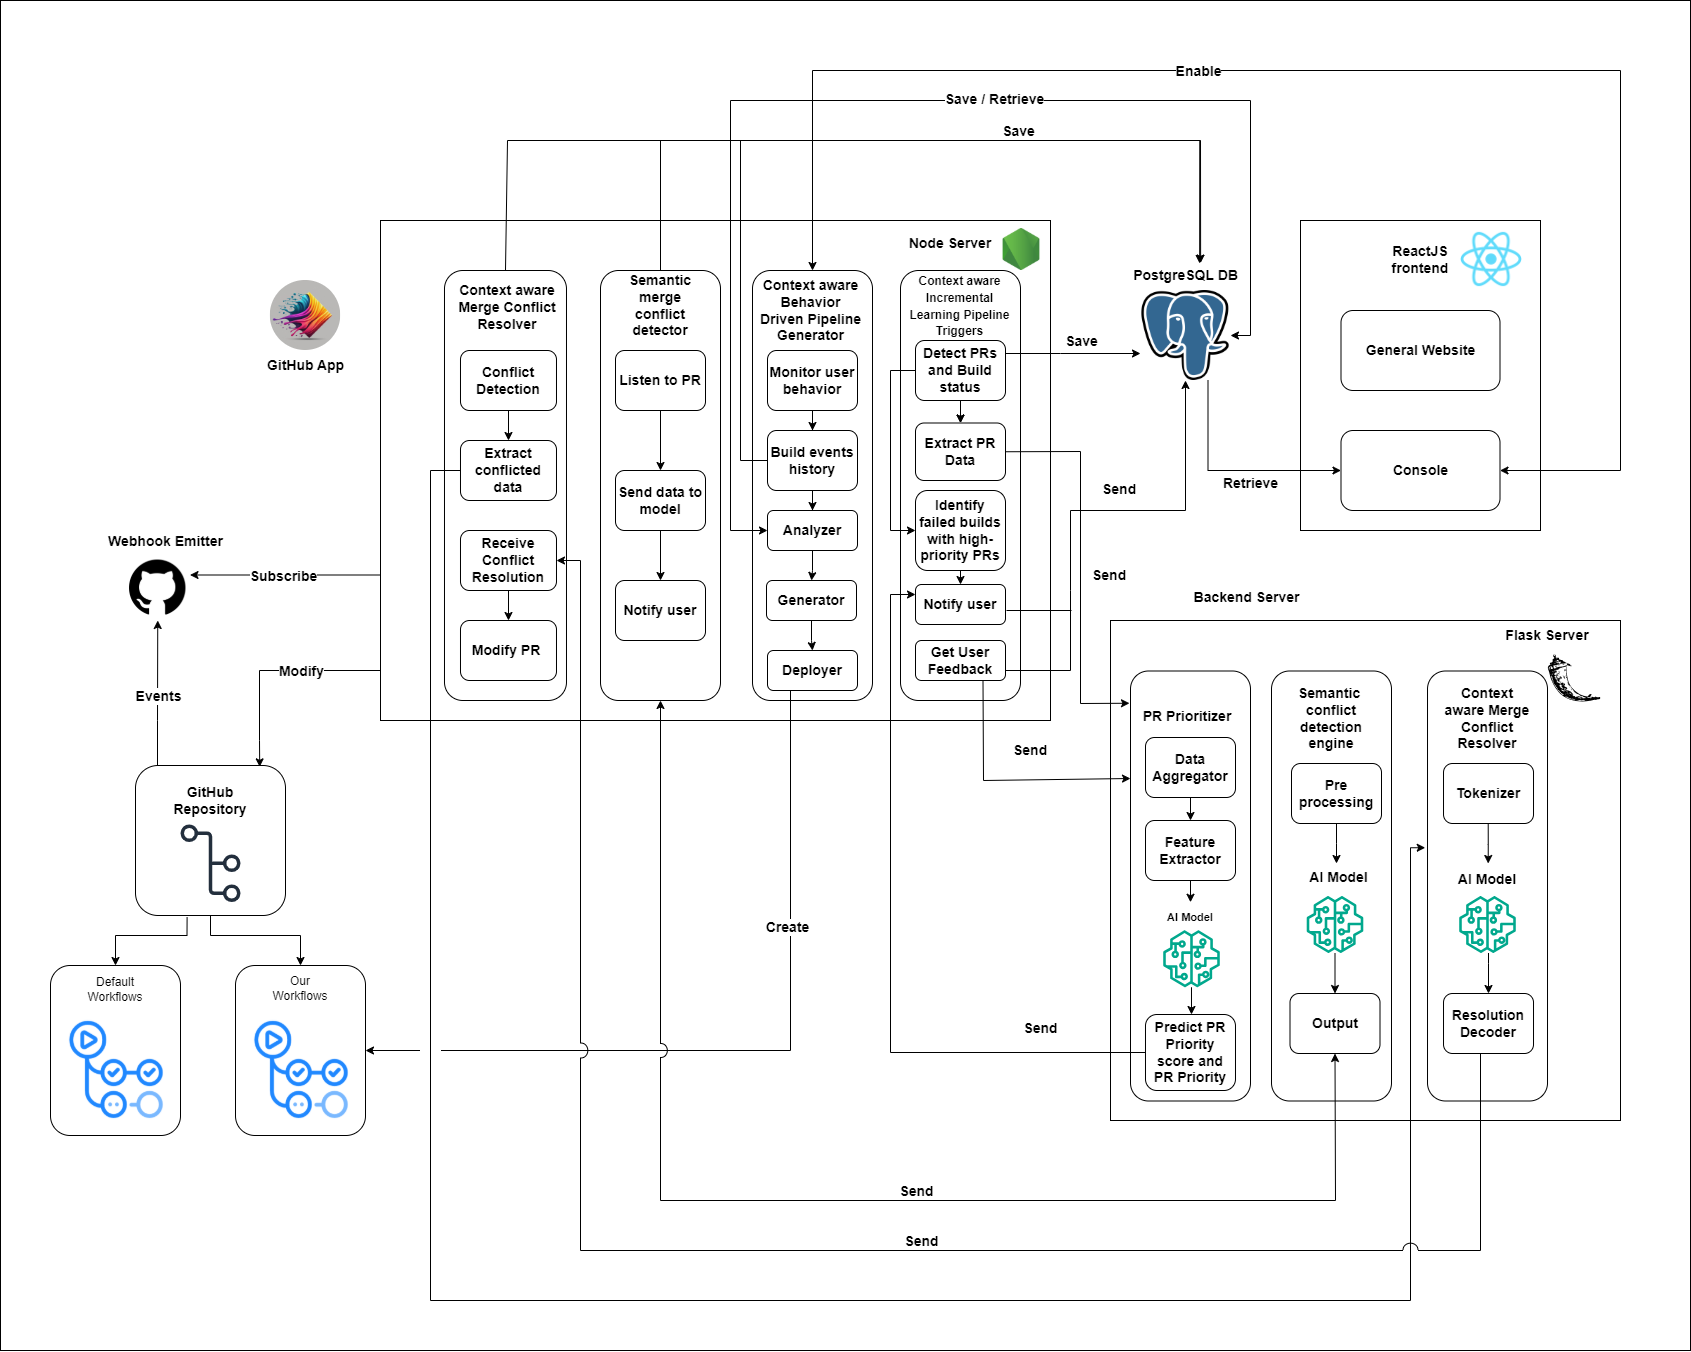 Enable
Save / Retrieve
Save
Node Server
GitHub App
Context aware
Merge Conflict
Resolver
Conflict
Detection
Extract
conflicted
data
Receive
Conflict
Resolution
Modify PR
Semantic
merge
conflict
detector
Listen to PR
Send data to
model
Notify user
Context aware
Behavior
Driven Pipeline
Generator
Monitor user
behavior
Build events
history
Analyzer
Generator
Deployer
Context aware
Incremental
Learning Pipeline
Triggers
Detect PRs
and Build
status
Extract PR
Data
Identify
failed builds
with high-
priority PRs
Notify user
Get User
Feedback
Save
PostgreSQL DB
ReactJS
frontend
General Website
Console
Retrieve
Send
Send
Webhook Emitter
Subscribe
Modify
Events
GitHub
Repository
Default
Workflows
Our
Workflows
Create
Send
Send
Backend Server
Flask Server
PR Prioritizer
Data
Aggregator
Feature
Extractor
AI Model
Predict PR
Priority
score and
PR Priority
Semantic
conflict
detection
engine
Pre
processing
AI Model
Output
Context
aware Merge
Conflict
Resolver
Tokenizer
AI Model
Resolution
Decoder
Send
Send